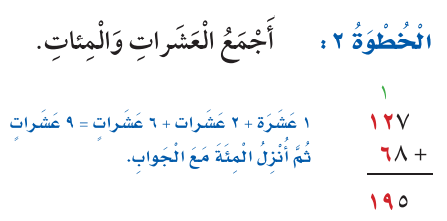 الْخُطْوَةُ ٢ : أَجْمَعُ الْعَشَراتِ وَالْمِئاتِ.
١
١٢٧
١ عَشَرَة + ٢ عَشَرات + ٦ عَشَراتٍ = ٩ عَشَراتٍ
٦٨ +
ثُمَّ أُنْزِلُ الْمِئَةَ مَعَ الْجَوابِ.
١٩٥